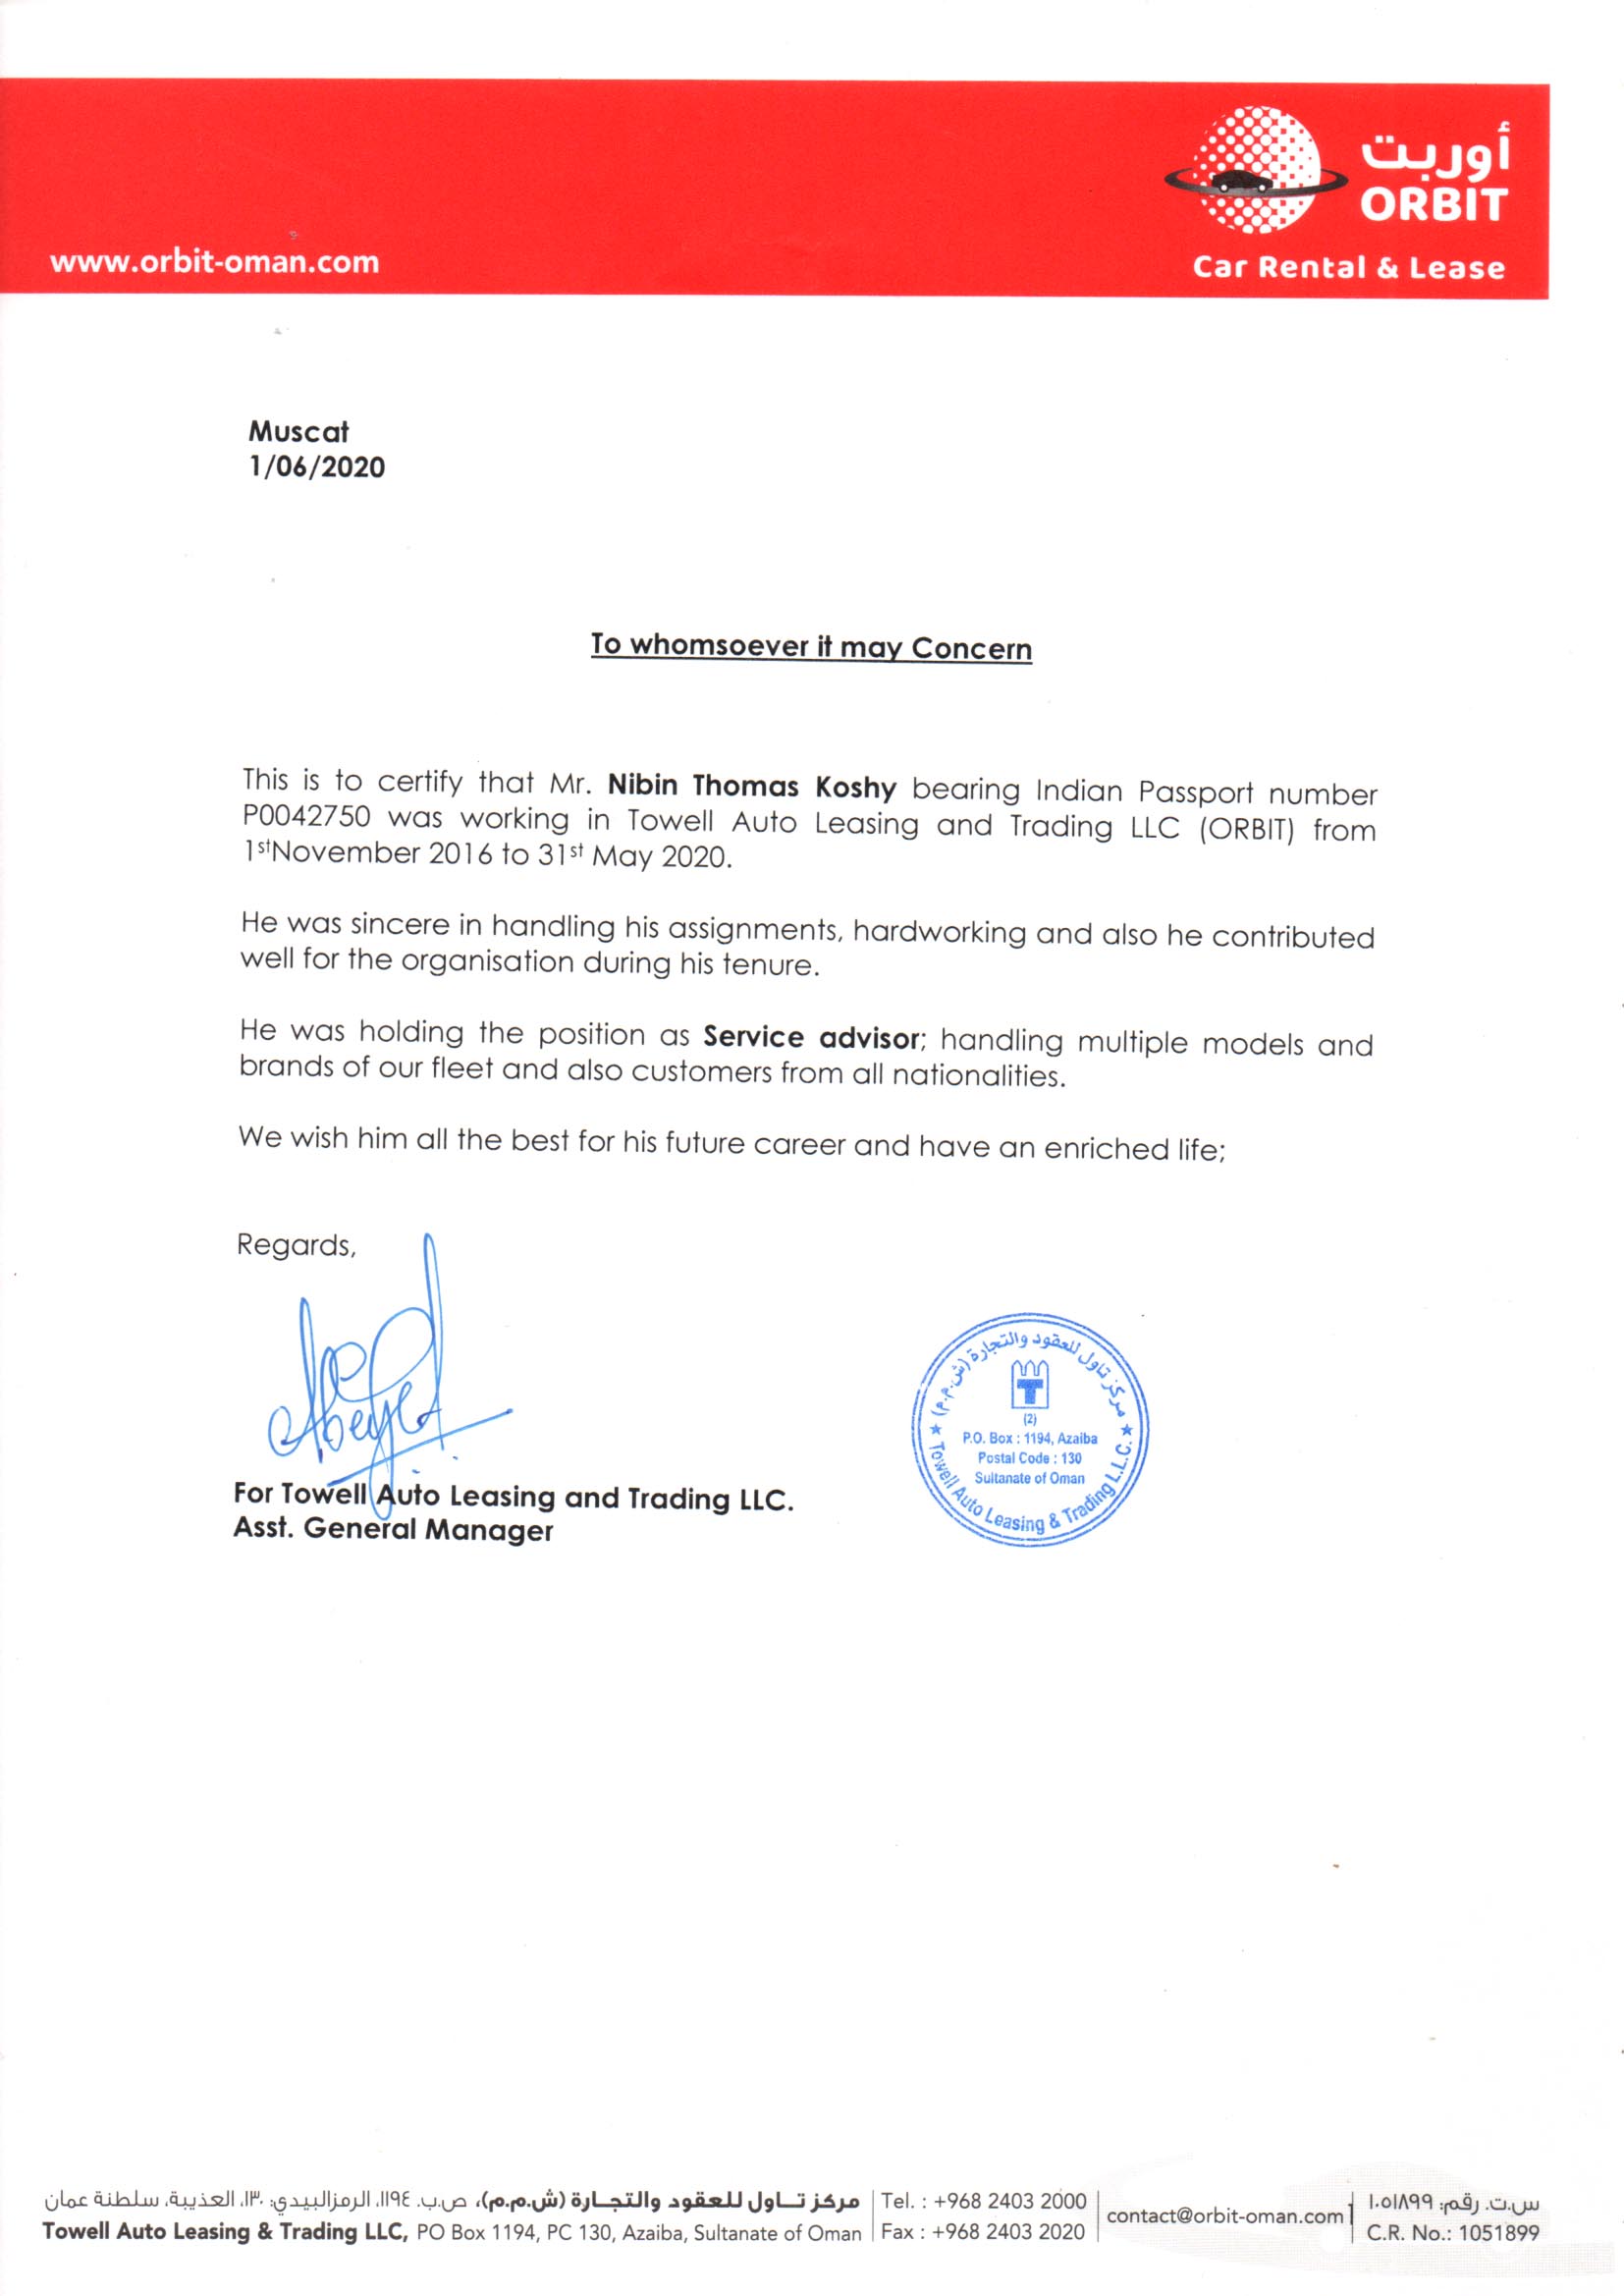 أوربت
ORBIT
www.orbit-oman.com
Car Rental & Lease
Muscat
1/06/2020
To whomsoever it may Concern
This is to certify that Mr. Nibin Thomas Koshy bearing Indian Passport number
P0042750 was working in Towell Auto Leasing and Trading LLC (ORBIT) from
1stNovember 2016 to 31st May 2020.
He was sincere in handling his assignments, hardworking and also he contributed
well for the organisation during his tenure.
He was holding the position as Service advisor; handling multiple models and
brands of our fleet and also customers from all nationalities.
We wish him all the best for his future career and have an enriched life;
Regards,
For Towell Auto Leasing and Trading LLC.
Asst. General Manager
مركز تاول للعقود والتجارة (ش.م.م)
T
(2)
P.O. Box : 1194, Azaiba
Postal Code : 130
Sultanate of Oman
Towell Auto Leasing & Trading L.L.C.
مركز تاول للعقود والتجارة (ش.م.م)، ص.ب. ١١٩٤، الرمزالبيدي: ١٣٠، العذيبة، سلطنة عمان
Towell Auto Leasing & Trading LLC, PO Box 1194, PC 130, Azaiba, Sultanate of Oman
Tel. : +968 2403 2000
Fax : +968 2403 2020
contact@orbit-oman.com
س.ت. رقم: ١٠٥١٨٩٩
C.R. No.: 1051899